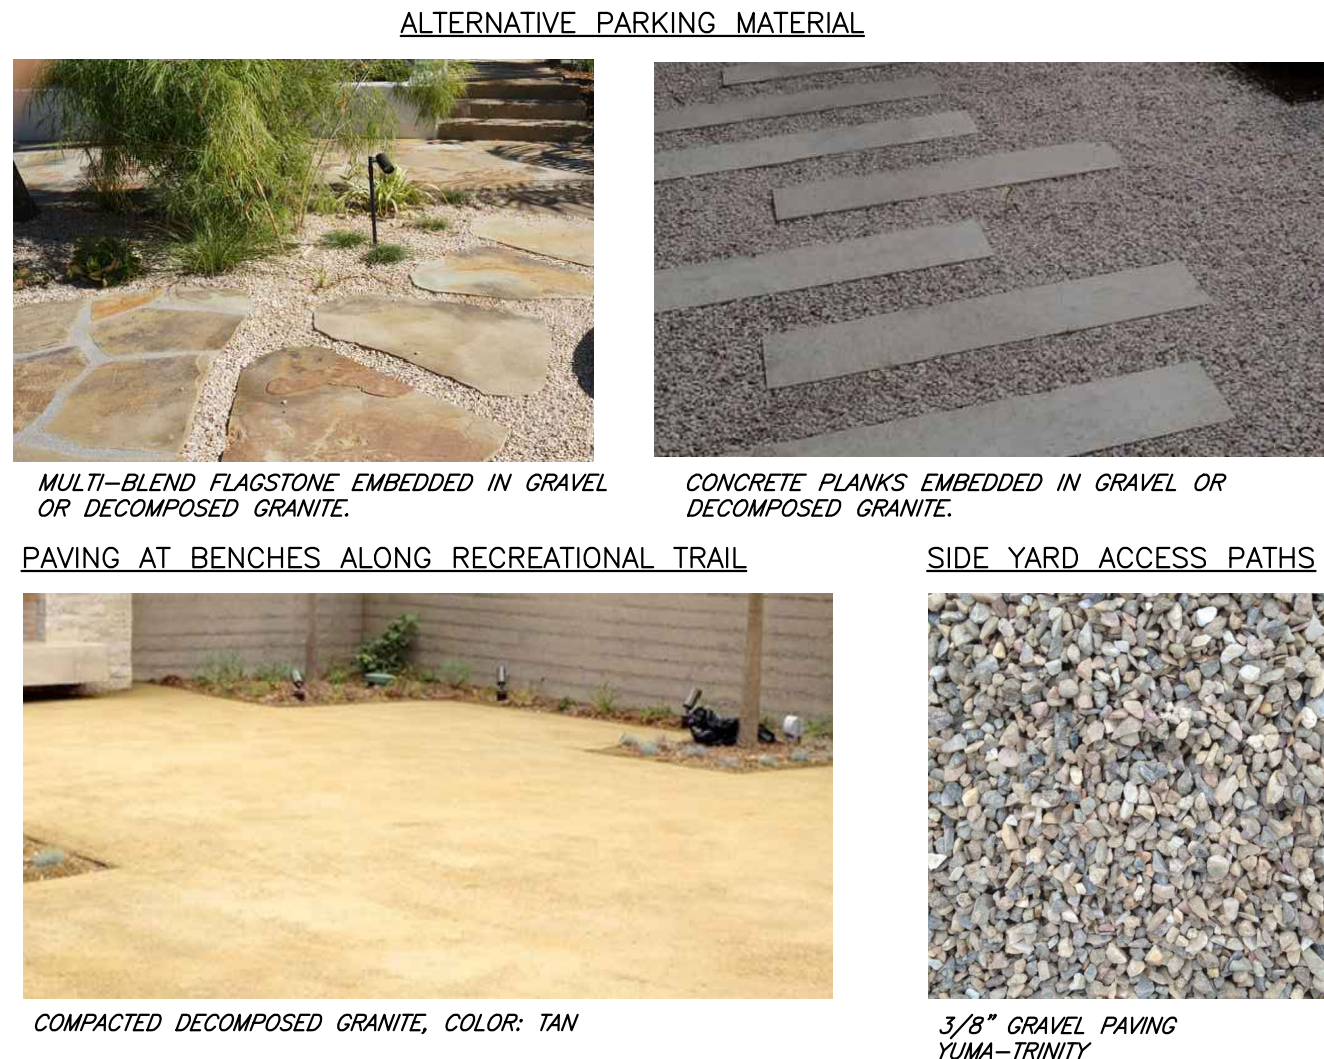 ALTERNATIVE PARKING MATERIAL
MULTI-BLEND FLAGSTONE EMBEDDED IN GRAVEL
OR DECOMPOSED GRANITE.
CONCRETE PLANKS EMBEDDED IN GRAVEL OR
DECOMPOSED GRANITE.
PAVING AT BENCHES ALONG RECREATIONAL TRAIL
SIDE YARD ACCESS PATHS
COMPACTED DECOMPOSED GRANITE, COLOR: TAN
3/8" GRAVEL PAVING
YUMA-TRINITY